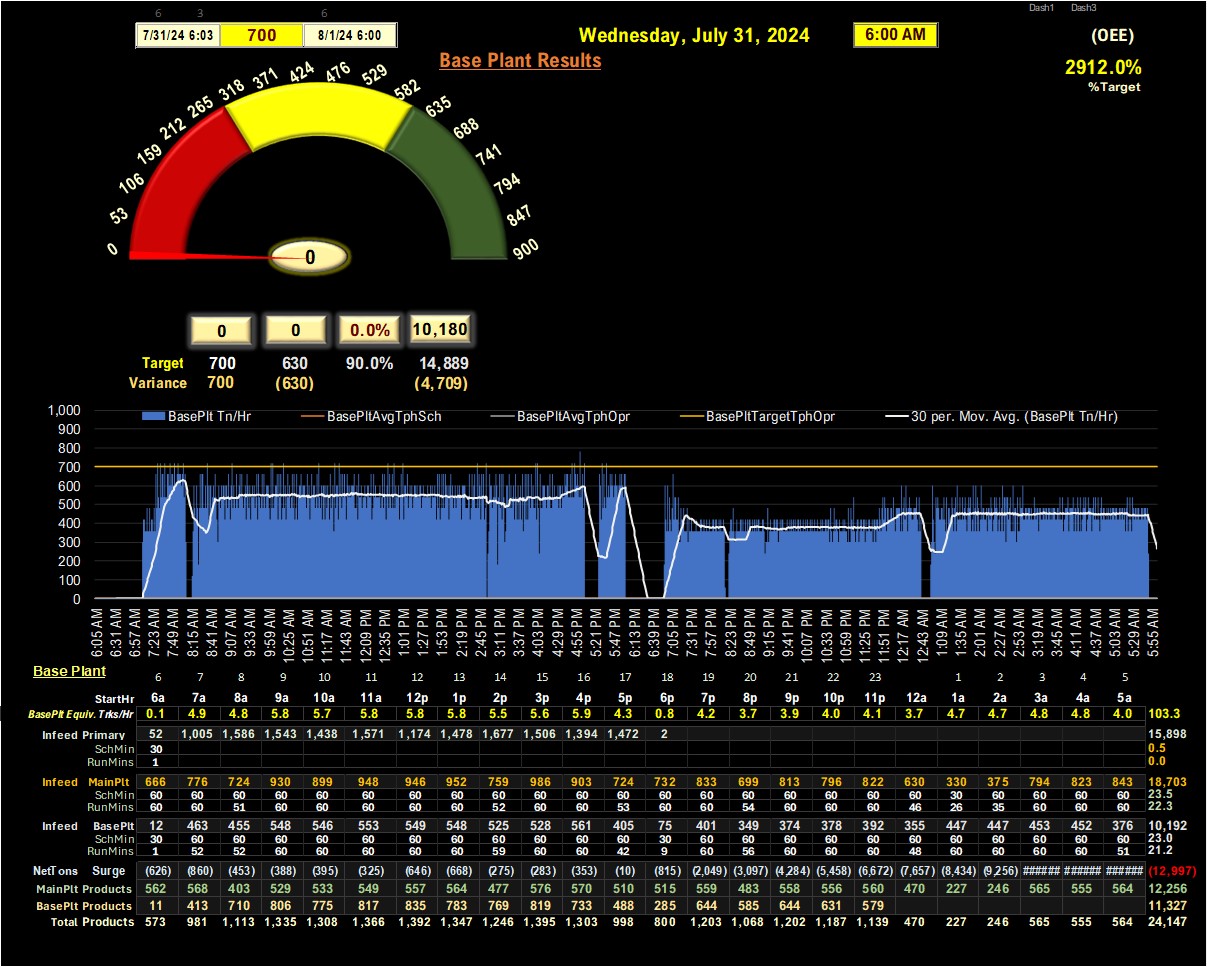 Dash1 Dash3
6 3 6
7/31/24 6:03 700 8/1/24 6:00
Wednesday, July 31, 2024
6:00 AM
(OEE)
Base Plant Results
2912.0%
%Target
0 53 106 159 212 265 318 371 424 476 529 582 635 688 741 794 847 900
0
0 0 0.0% 10,180
Target 700 630 90.0% 14,889
Variance 700 (630) (4,709)
BasePlt Tn/Hr BasePltAvgTphSch BasePltAvgTphOpr BasePltTargetTphOpr 30 per. Mov. Avg. (BasePlt Tn/Hr)
1,000
900
800
700
600
500
400
300
200
100
0
6:05 AM 6:31 AM 6:57 AM 7:23 AM 7:49 AM 8:15 AM 8:41 AM 9:07 AM 9:33 AM 9:59 AM 10:25 AM 10:51 AM 11:17 AM 11:43 AM 12:09 PM 12:35 PM 1:01 PM 1:27 PM 1:53 PM 2:19 PM 2:45 PM 3:11 PM 3:37 PM 4:03 PM 4:29 PM 4:55 PM 5:21 PM 5:47 PM 6:13 PM 6:39 PM 7:05 PM 7:31 PM 7:57 PM 8:23 PM 8:49 PM 9:15 PM 9:41 PM 10:07 PM 10:33 PM 10:59 PM 11:25 PM 11:51 PM 12:17 AM 12:43 AM 1:09 AM 1:35 AM 2:01 AM 2:27 AM 2:53 AM 3:19 AM 3:45 AM 4:11 AM 4:37 AM 5:03 AM 5:29 AM 5:55 AM
Base Plant
6 7 8 9 10 11 12 13 14 15 16 17 18 19 20 21 22 23 1 2 3 4 5
StartHr 6a 7a 8a 9a 10a 11a 12p 1p 2p 3p 4p 5p 6p 7p 8p 9p 10p 11p 12a 1a 2a 3a 4a 5a
BasePlt Equiv. Trks/Hr 0.1 4.9 4.8 5.8 5.7 5.8 5.8 5.8 5.5 5.6 5.9 4.3 0.8 4.2 3.7 3.9 4.0 4.1 3.7 4.7 4.7 4.8 4.8 4.0 103.3
Infeed Primary 52 1,005 1,586 1,543 1,438 1,571 1,174 1,478 1,677 1,506 1,394 1,472 2 15,898
SchMin 30 0.5
RunMins 1 0.0
Infeed MainPlt 666 776 724 930 899 948 946 952 759 986 903 724 732 833 699 813 796 822 630 330 375 794 823 843 18,703
SchMin 60 60 60 60 60 60 60 60 60 60 60 60 60 60 60 60 60 60 60 30 60 60 60 60 23.5
RunMins 60 60 51 60 60 60 60 60 52 60 60 53 60 60 54 60 60 60 46 26 35 60 60 60 22.3
Infeed BasePlt 12 463 455 548 546 553 549 548 525 528 561 405 75 401 349 374 378 392 355 447 447 453 452 376 10,192
SchMin 60 60 60 60 60 60 60 60 60 60 60 60 30 60 60 60 60 60 60 60 60 60 60 60 23.0
RunMins 1 52 52 60 60 60 60 60 59 60 60 42 9 60 56 60 60 60 48 60 60 60 60 51 21.2
NetTons Surge (626) (860) (453) (388) (395) (325) (646) (668) (275) (283) (353) (10) (815) (2,049) (3,097) (4,284) (5,458) (6,672) (7,657) (8,434) (9,256) ###### ###### ###### (12,997)
MainPlt Products 562 568 403 529 533 549 557 564 477 576 570 510 515 559 483 558 556 560 470 227 246 565 555 564 12,256
BasePlt Products 11 413 710 806 775 817 835 783 769 819 733 488 285 644 585 644 631 579 11,327
Total Products 573 981 1,113 1,335 1,308 1,366 1,392 1,347 1,246 1,395 1,303 998 800 1,203 1,068 1,202 1,187 1,139 470 227 246 565 555 564 24,147